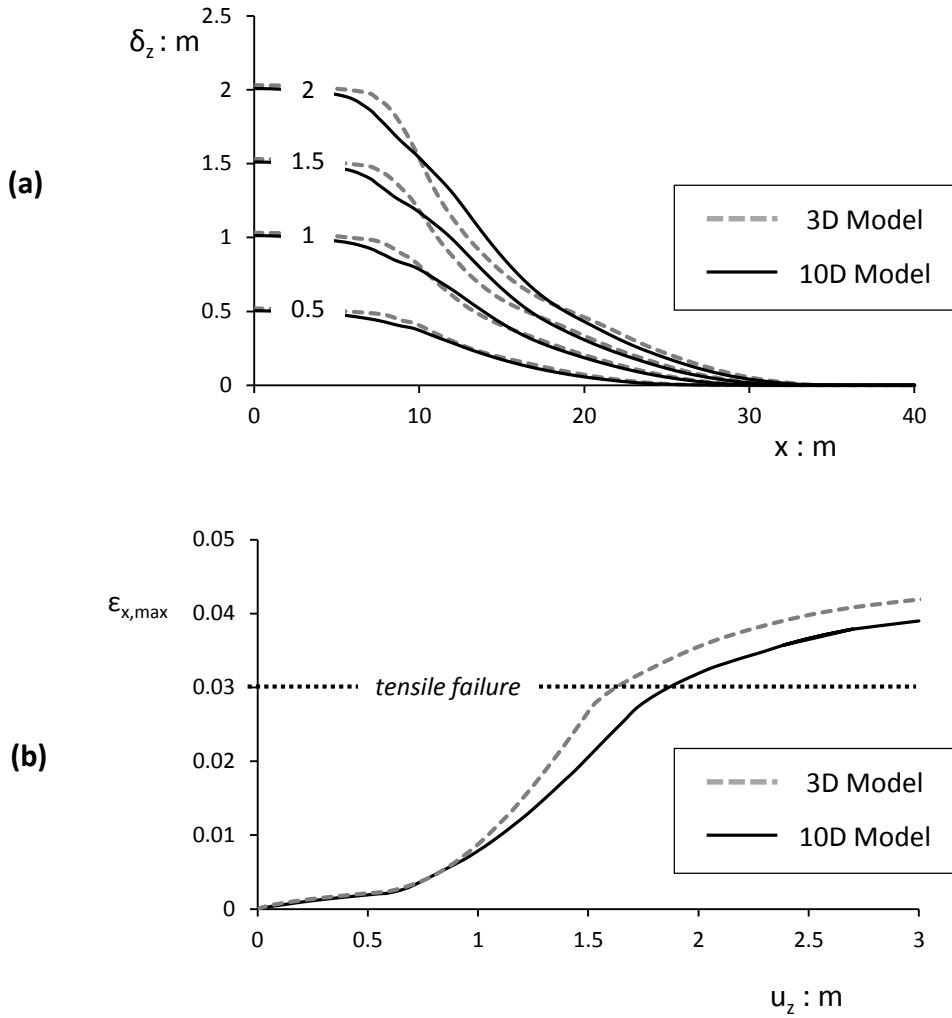 (a)
δz : m
2.5
2
1.5
1
0.5
0
2
1.5
1
0.5
3D Model
10D Model
0 10 20 30 40
x : m
(b)
εx,max
0.05
0.04
0.03
0.02
0.01
0
tensile failure
3D Model
10D Model
0 0.5 1 1.5 2 2.5 3
uz : m